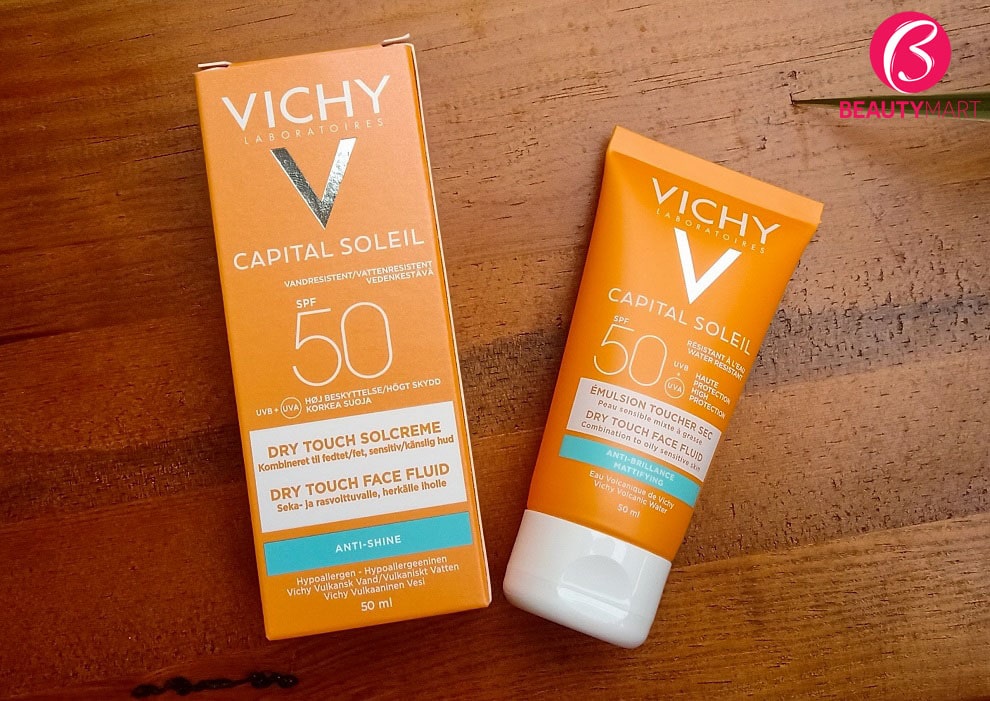 VICHY
LABORATOIRES
CAPITAL SOLEIL
VANDRESISTENT/VATTENRESISTENT
VEDENKESTÄVÄ
SPF
50
UVB + UVA
HØJ BESKYTTELSE/HÖGT SKYDD
KORKEA SUOJA
DRY TOUCH SOLCREME
Kombineret til fedtet/fet, sensitiv/känslig hud
DRY TOUCH FACE FLUID
Seka- ja rasvoittuvalle, herkälle iholle
ANTI-SHINE
Hypoallergen - Hypoallergeeninen
Vichy Vulkansk Vand/Vulkaniskt Vatten
Vichy Vulkaaninen Vesi
50 ml
VICHY
LABORATOIRES
CAPITAL SOLEIL
SPF
50
RÉSISTANT À L'EAU
WATER RESISTANT
UVB + UVA
HAUTE
PROTECTION
HIGH
PROTECTION
ÉMULSION TOUCHER SEC
Peau sensible mixte à grasse
DRY TOUCH FACE FLUID
Combination to oily sensitive skin
ANTI-BRILLANCE
MATTIFYING
Eau Volcanique de Vichy
Vichy Volcanic Water
50 ml
BEAUTYMART